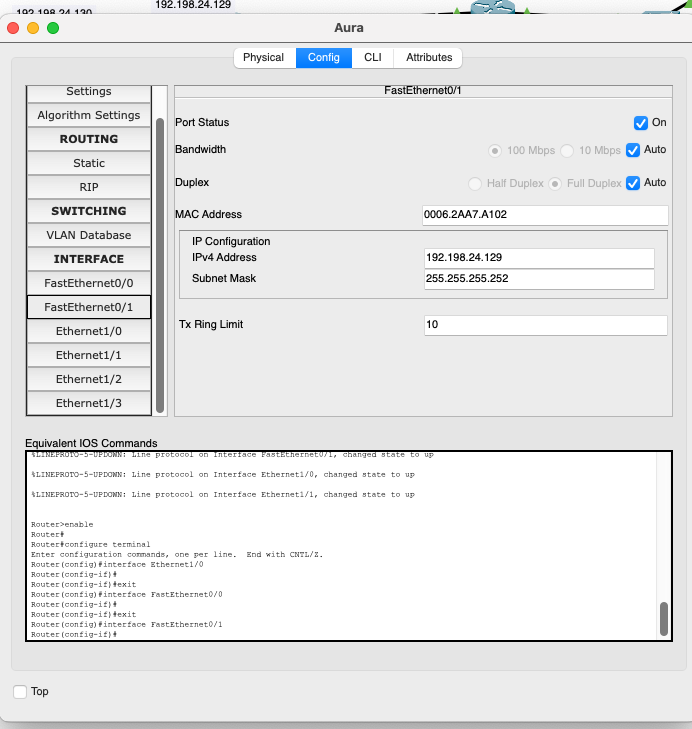 192.198.24.130
192.198.24.129
Aura
Physical Config CLI Attributes
Settings
Algorithm Settings
ROUTING
Static
RIP
SWITCHING
VLAN Database
INTERFACE
FastEthernet0/0
FastEthernet0/1
Ethernet1/0
Ethernet1/1
Ethernet1/2
Ethernet1/3
FastEthernet0/1
Port Status On
Bandwidth 100 Mbps 10 Mbps Auto
Duplex Half Duplex Full Duplex Auto
MAC Address 0006.2AA7.A102
IP Configuration
IPv4 Address 192.198.24.129
Subnet Mask 255.255.255.252
Tx Ring Limit 10
Equivalent IOS Commands
%LINEPROTO-5-UPDOWN: Line protocol on Interface FastEthernet0/1, changed state to up
%LINEPROTO-5-UPDOWN: Line protocol on Interface Ethernet1/0, changed state to up
%LINEPROTO-5-UPDOWN: Line protocol on Interface Ethernet1/1, changed state to up
Router>enable
Router#
Router#configure terminal
Enter configuration commands, one per line. End with CNTL/Z.
Router(config)#interface Ethernet1/0
Router(config-if)#
Router(config-if)#exit
Router(config)#interface FastEthernet0/0
Router(config-if)#
Router(config-if)#exit
Router(config)#interface FastEthernet0/1
Router(config-if)#
Top